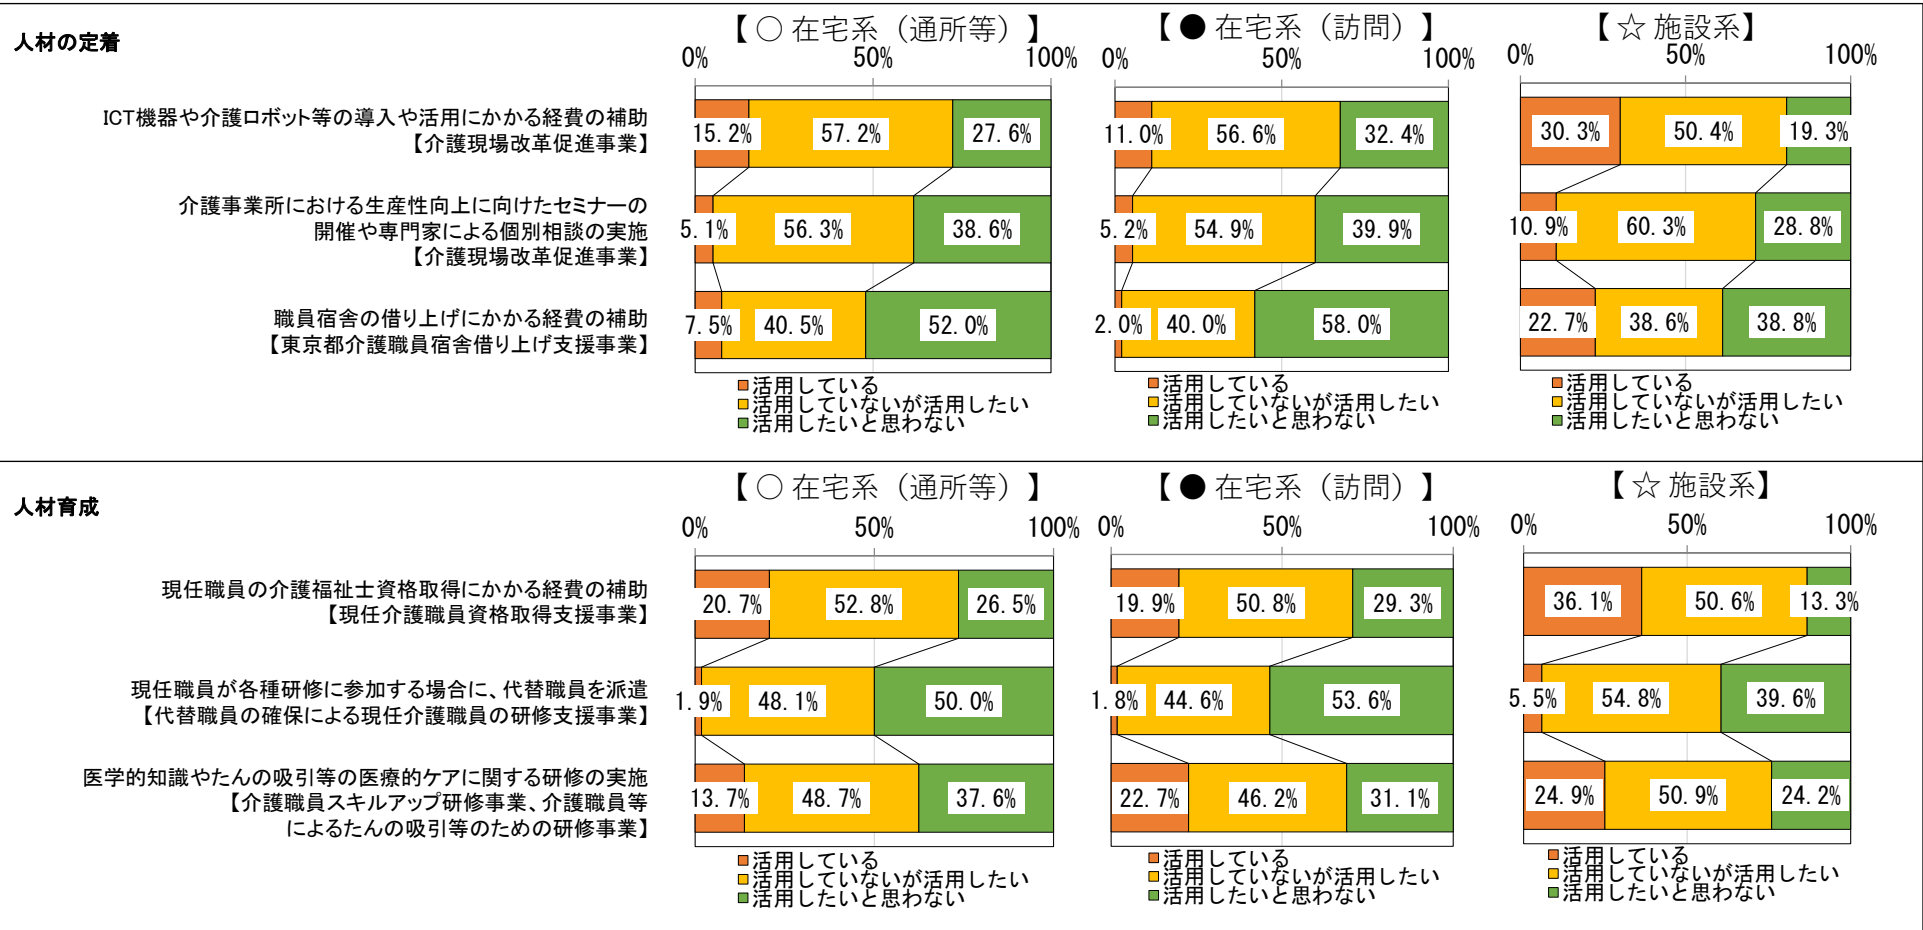 人材の定着
【 ○ 在宅系（通所等）】
【 ● 在宅系（訪問）】
【 ☆ 施設系】
0% 50% 100%
0% 50% 100%
0% 50% 100%
ICT機器や介護ロボット等の導入や活用にかかる経費の補助
【介護現場改革促進事業】
15.2% 57.2% 27.6%
11.0% 56.6% 32.4%
30.3% 50.4% 19.3%
介護事業所における生産性向上に向けたセミナーの
開催や専門家による個別相談の実施
【介護現場改革促進事業】
5.1% 56.3% 38.6%
5.2% 54.9% 39.9%
10.9% 60.3% 28.8%
職員宿舎の借り上げにかかる経費の補助
【東京都介護職員宿舎借り上げ支援事業】
7.5% 40.5% 52.0%
2.0% 40.0% 58.0%
22.7% 38.6% 38.8%
活用している
活用していないが活用したい
活用したいと思わない
活用している
活用していないが活用したい
活用したいと思わない
活用している
活用していないが活用したい
活用したいと思わない
人材育成
【 ○ 在宅系（通所等）】
【 ● 在宅系（訪問）】
【 ☆ 施設系】
0% 50% 100%
0% 50% 100%
0% 50% 100%
現任職員の介護福祉士資格取得にかかる経費の補助
【現任介護職員資格取得支援事業】
20.7% 52.8% 26.5%
19.9% 50.8% 29.3%
36.1% 50.6% 13.3%
現任職員が各種研修に参加する場合に、代替職員を派遣
【代替職員の確保による現任介護職員の研修支援事業】
1.9% 48.1% 50.0%
1.8% 44.6% 53.6%
5.5% 54.8% 39.6%
医学的知識やたんの吸引等の医療的ケアに関する研修の実施
【介護職員スキルアップ研修事業、介護職員等
によるたんの吸引等のための研修事業】
13.7% 48.7% 37.6%
22.7% 46.2% 31.1%
24.9% 50.9% 24.2%
活用している
活用していないが活用したい
活用したいと思わない
活用している
活用していないが活用したい
活用したいと思わない
活用している
活用していないが活用したい
活用したいと思わない